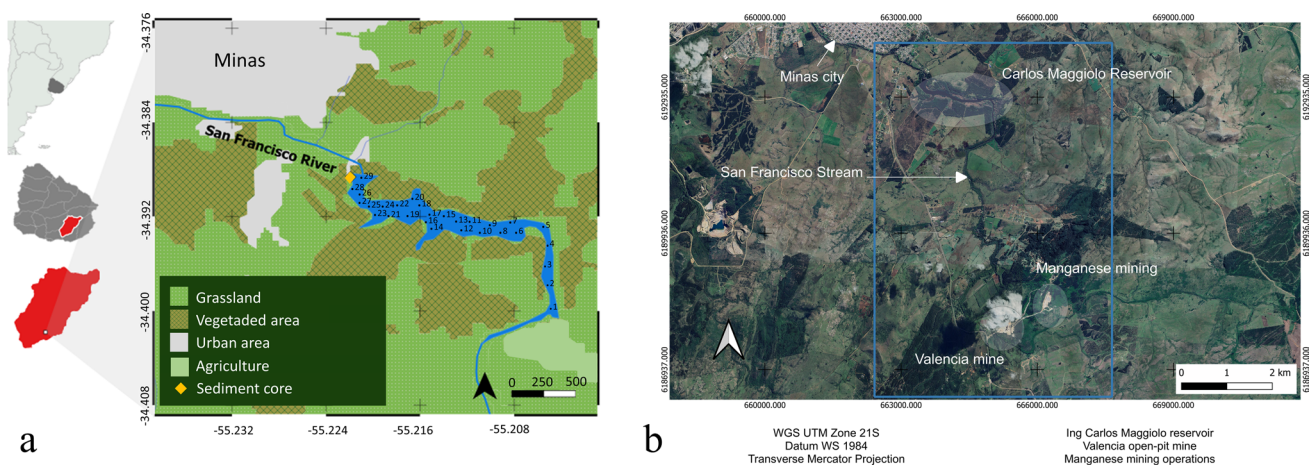 -34.376
-34.384
-34.392
-34.400
-34.408
Minas
San Francisco River
29
28
26
27
25 24 22
20
18
23 21
19
17 15
16
14
13 11
12
9
10
8
7
6
5
4
3
2
1
Grassland
Vegetaded area
Urban area
Agriculture
Sediment core
0 250 500
-55.232 -55.224 -55.216 -55.208
a
660000.000 663000.000 666000.000 669000.000
6192935.000
6189936.000
6186937.000
Minas city
Carlos Maggiolo Reservoir
San Francisco Stream
Manganese mining
Valencia mine
0 1 2 km
6192935.000
6189936.000
6186937.000
660000.000 663000.000 666000.000 669000.000
b
WGS UTM Zone 21S
Datum WS 1984
Transverse Mercator Projection
Ing Carlos Maggiolo reservoir
Valencia open-pit mine
Manganese mining operations